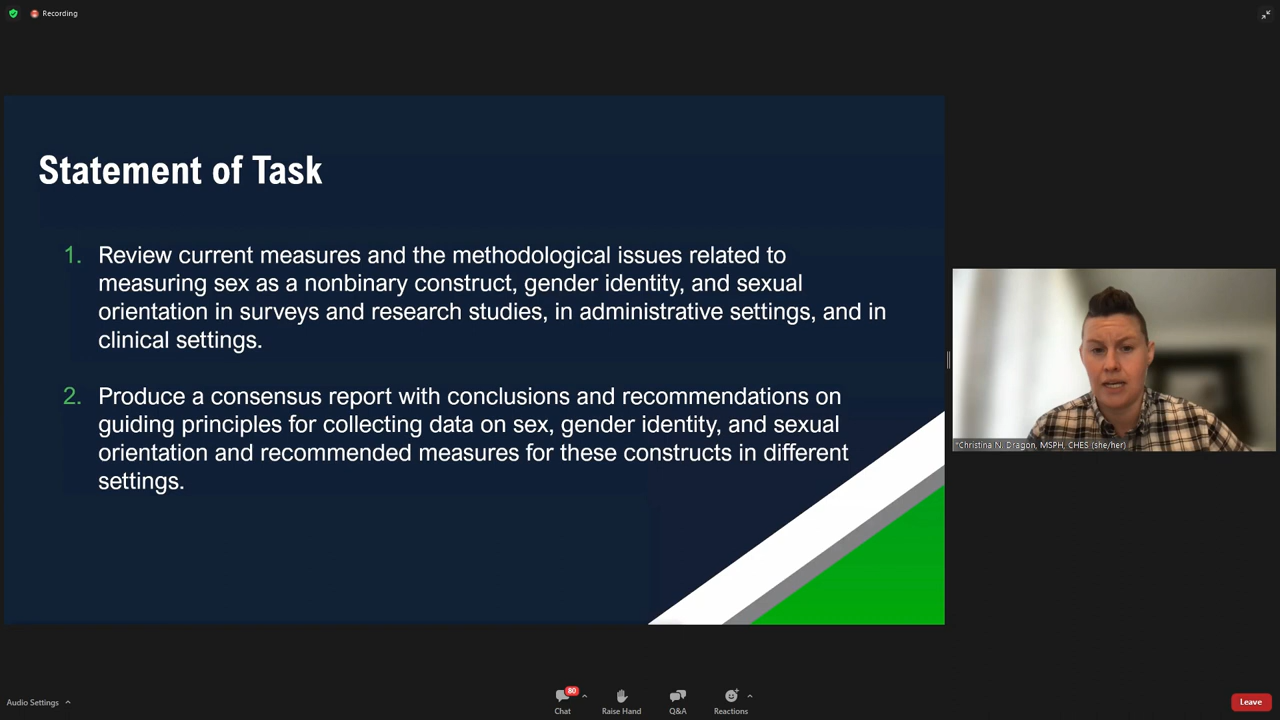 Recording
Statement of Task
1. Review current measures and the methodological issues related to
measuring sex as a nonbinary construct, gender identity, and sexual
orientation in surveys and research studies, in administrative settings, and in
clinical settings.
2. Produce a consensus report with conclusions and recommendations on
guiding principles for collecting data on sex, gender identity, and sexual
orientation and recommended measures for these constructs in different
settings.
*Christina N. Dragon, MSPH, CHES (she/her)
Audio Settings
80
Chat
Raise Hand
Q&A
Reactions
Leave